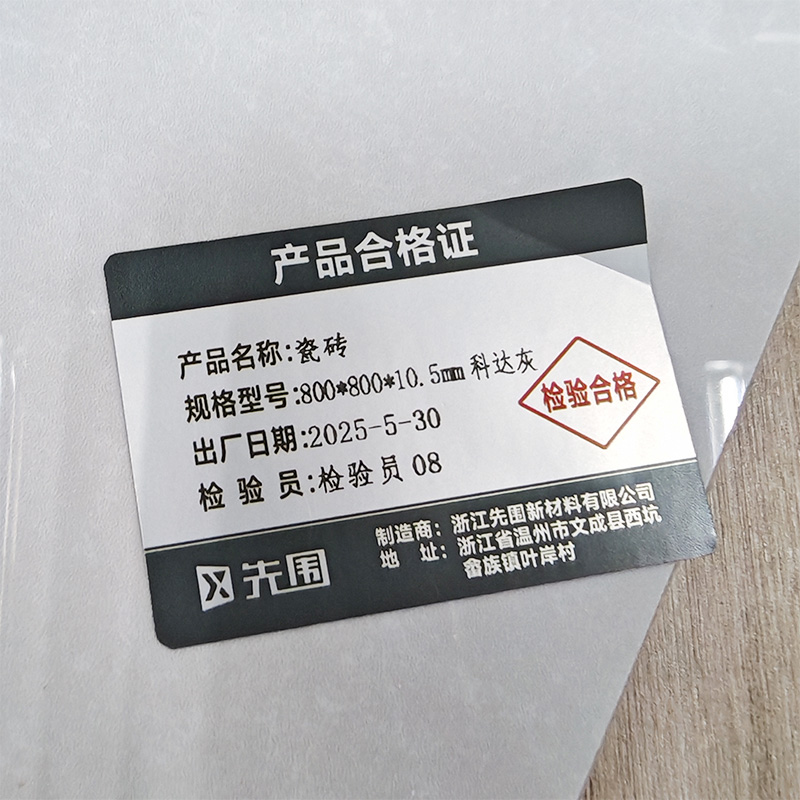 产品合格证
产品名称:瓷砖
规格型号:800*800*10.5mm 科达灰
出厂日期:2025-5-30
检 验 员:检验员 08
检验合格
先围
制造商：浙江先围新材料有限公司
地 址：浙江省温州市文成县西坑
畲族镇叶岸村